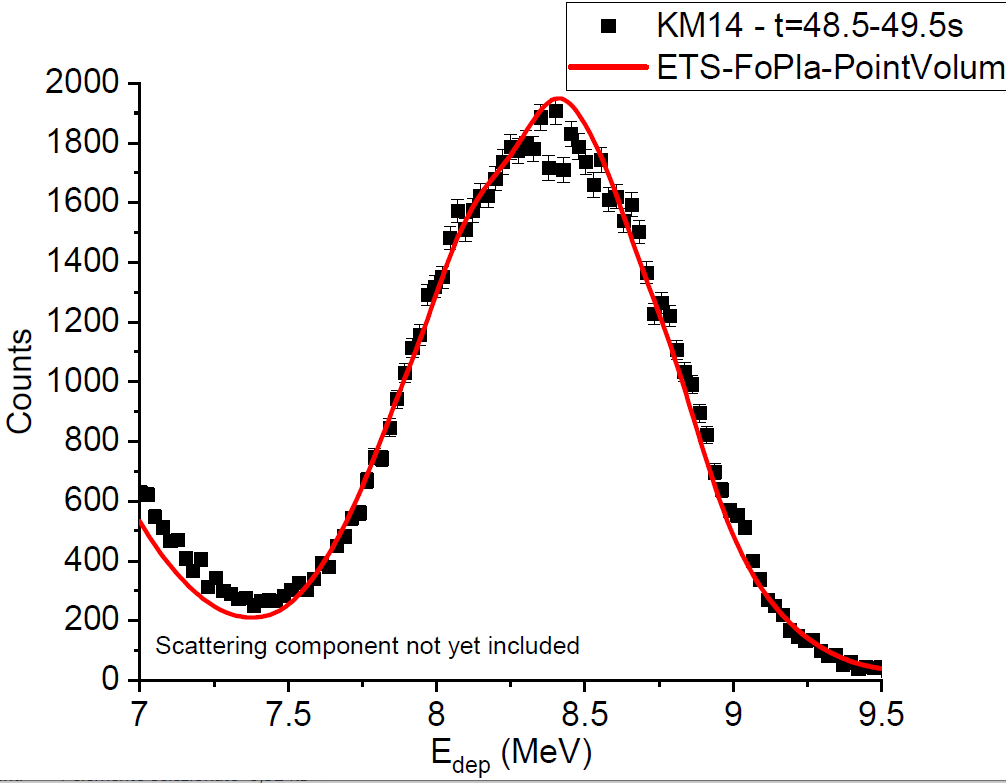 KM14 - t=48.5-49.5s
ETS-FoPla-PointVolum
2000
1800
1600
1400
1200
1000
800
600
400
200
0
Counts
Scattering component not yet included
7 7.5 8 8.5 9 9.5
Edep (MeV)